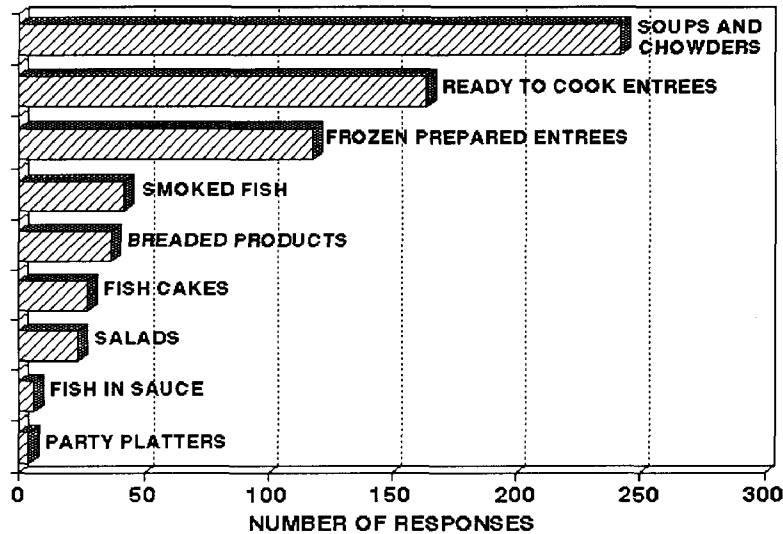 SOUPS AND
CHOWDERS
READY TO COOK ENTREES
FROZEN PREPARED ENTREES
SMOKED FISH
BREADED PRODUCTS
FISH CAKES
SALADS
FISH IN SAUCE
PARTY PLATTERS
0 50 100 150 200 250 300
NUMBER OF RESPONSES